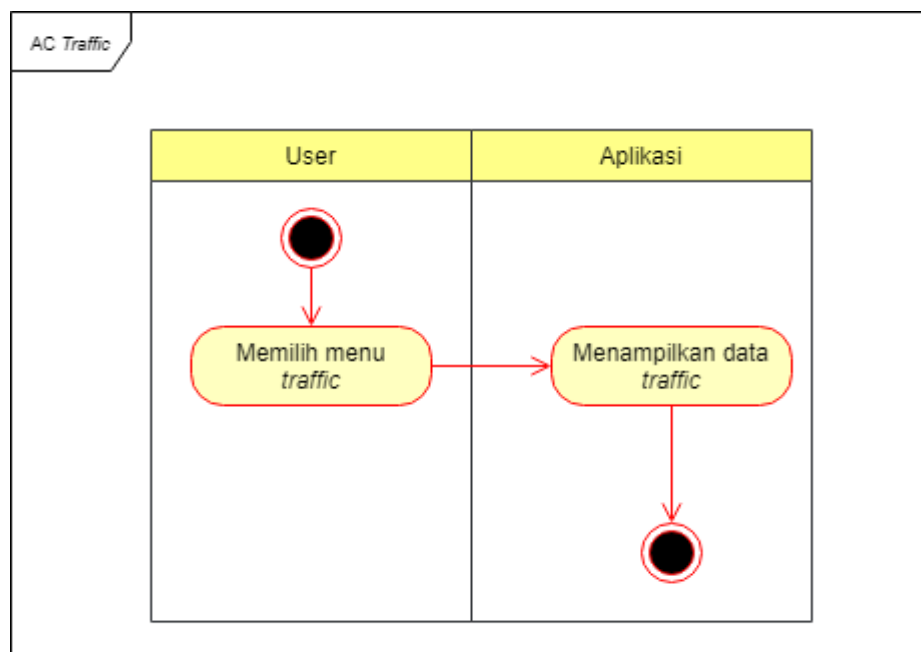 AC Traffic
User
Aplikasi
Memilih menu
traffic
Menampilkan data
traffic